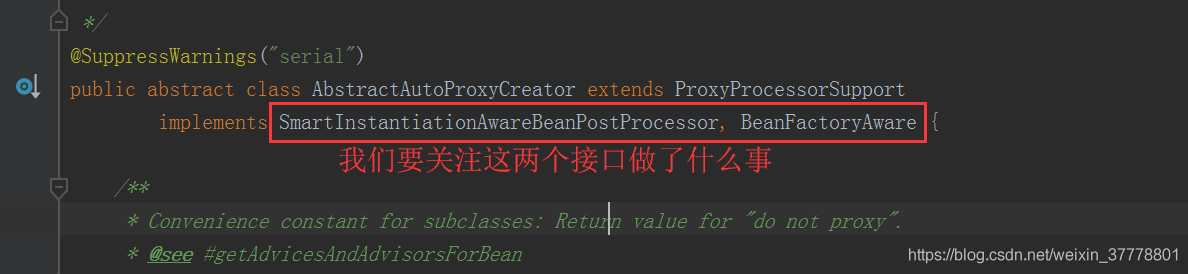 */
@SuppressWarnings("serial")
public abstract class AbstractAutoProxyCreator extends ProxyProcessorSupport
implements SmartInstantiationAwareBeanPostProcessor, BeanFactoryAware {
我们要关注这两个接口做了什么事
/**
* Convenience constant for subclasses: Return value for "do not proxy".
* @see #getAdvicesAndAdvisorsForBean
https://blog.csdn.net/weixin_37778801